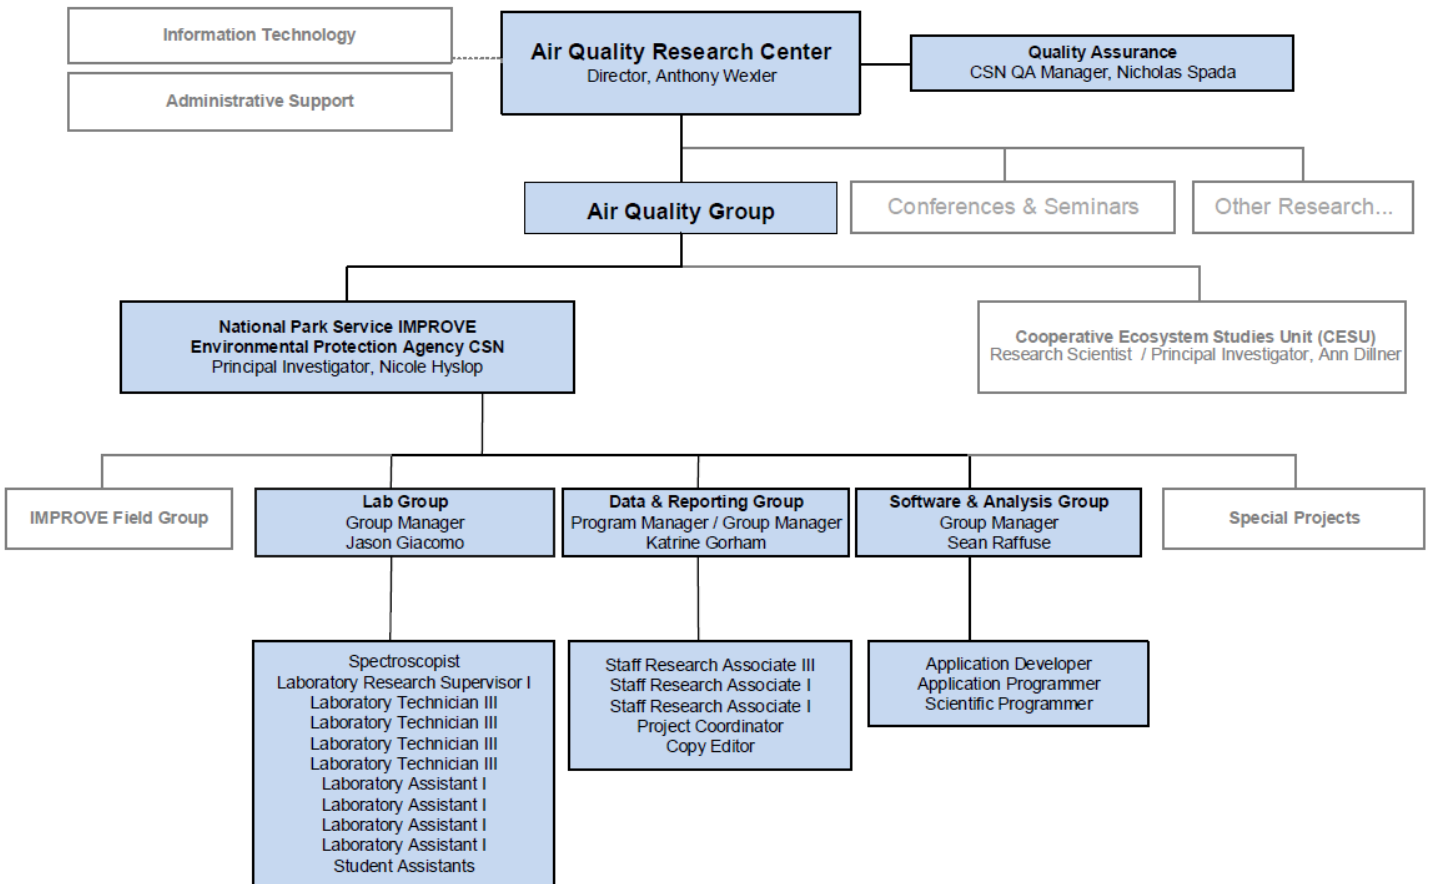 Information Technology
Administrative Support
Air Quality Research Center
Director, Anthony Wexler
Quality Assurance
CSN QA Manager, Nicholas Spada
Air Quality Group
Conferences & Seminars
Other Research...
National Park Service IMPROVE
Environmental Protection Agency CSN
Principal Investigator, Nicole Hyslop
Cooperative Ecosystem Studies Unit (CESU)
Research Scientist / Principal Investigator, Ann Dillner
IMPROVE Field Group
Lab Group
Group Manager
Jason Giacomo
Data & Reporting Group
Program Manager / Group Manager
Katrine Gorham
Software & Analysis Group
Group Manager
Sean Raffuse
Special Projects
Spectroscopist
Laboratory Research Supervisor I
Laboratory Technician III
Laboratory Technician III
Laboratory Technician III
Laboratory Technician III
Laboratory Assistant I
Laboratory Assistant I
Laboratory Assistant I
Laboratory Assistant I
Student Assistants
Staff Research Associate III
Staff Research Associate I
Staff Research Associate I
Project Coordinator
Copy Editor
Application Developer
Application Programmer
Scientific Programmer